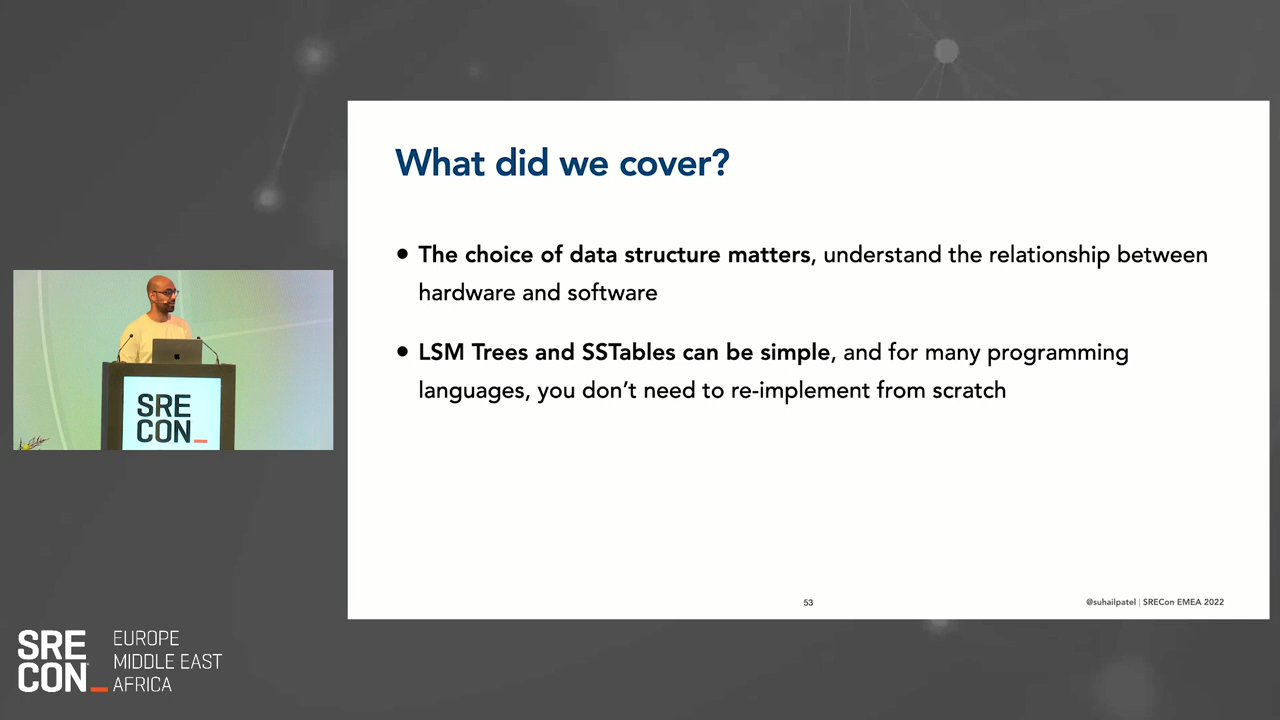 What did we cover?
• The choice of data structure matters, understand the relationship between
hardware and software
• LSM Trees and SSTables can be simple, and for many programming
languages, you don’t need to re-implement from scratch
53
@suhailpatel | SRECon EMEA 2022
SRE
CON_
SRE
CON_
EUROPE
MIDDLE EAST
AFRICA